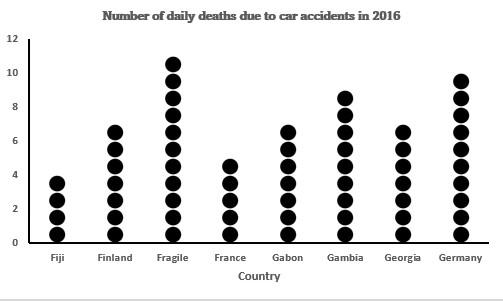 Number of daily deaths due to car accidents in 2016
12
10
8
6
4
2
0
Fiji Finland Fragile France Gabon Gambia Georgia Germany
Country